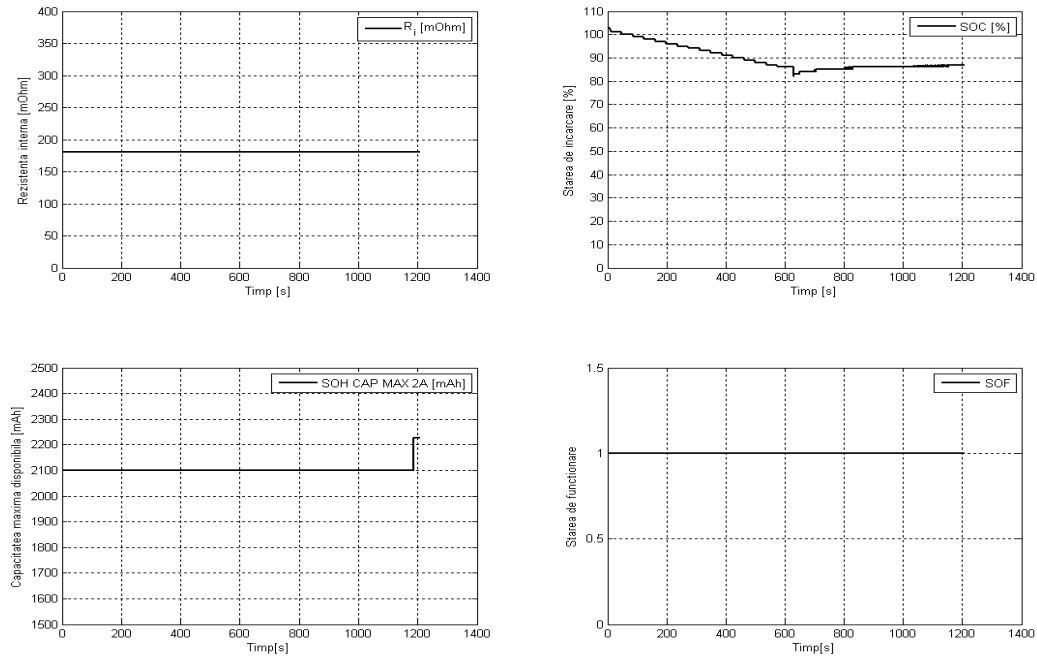 R_i [mOhm]
Rezistenta interna [mOhm]
400
350
300
250
200
150
100
50
0
0 200 400 600 800 1000 1200 1400
Timp [s]
SOC [%]
Starea de incarcare [%]
110
100
90
80
70
60
50
40
30
20
10
0
0 200 400 600 800 1000 1200 1400
Timp [s]
SOH CAP MAX 2A [mAh]
Capacitatea maxima disponibila [mAh]
2500
2400
2300
2200
2100
2000
1900
1800
1700
1600
1500
0 200 400 600 800 1000 1200 1400
Timp[s]
SOF
Starea de functionare
1.5
1
0.5
0
0 200 400 600 800 1000 1200 1400
Timp[s]